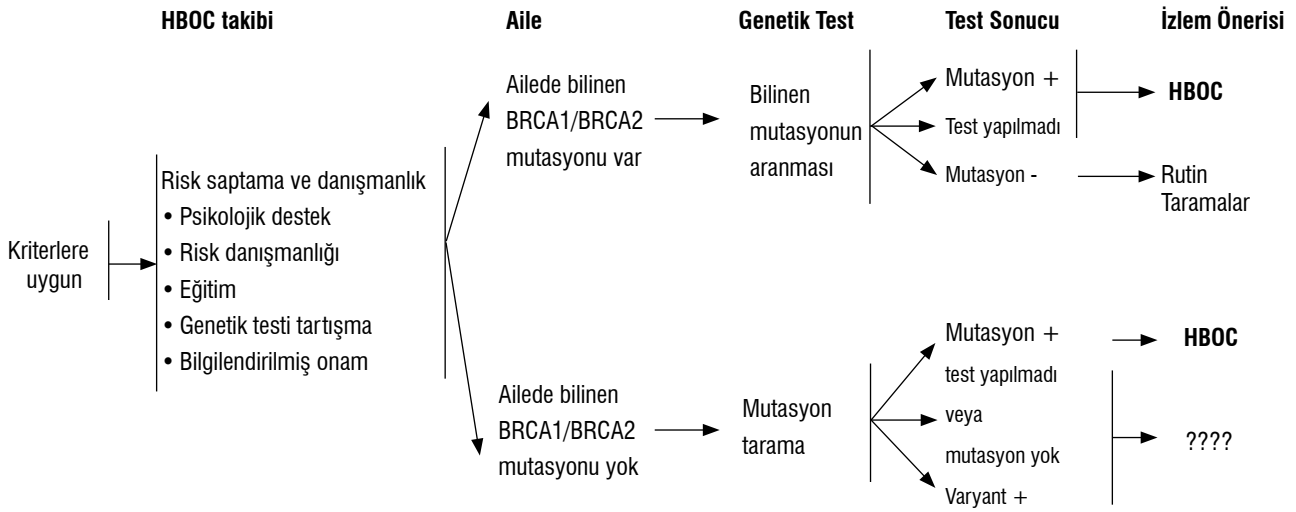 HBOC takibi
Aile
Genetik Test
Test Sonucu
İzlem Önerisi
Kriterlere
uygun
Risk saptama ve danışmanlık
• Psikolojik destek
• Risk danışmanlığı
• Eğitim
• Genetik testi tartışma
• Bilgilendirilmiş onam
Ailede bilinen
BRCA1/BRCA2
mutasyonu var
Bilinen
mutasyonun
aranması
Mutasyon +
Test yapılmadı
Mutasyon -
HBOC
Rutin
Taramalar
Ailede bilinen
BRCA1/BRCA2
mutasyonu yok
Mutasyon
tarama
Mutasyon +
test yapılmadı
veya
mutasyon yok
Varyant +
HBOC
????